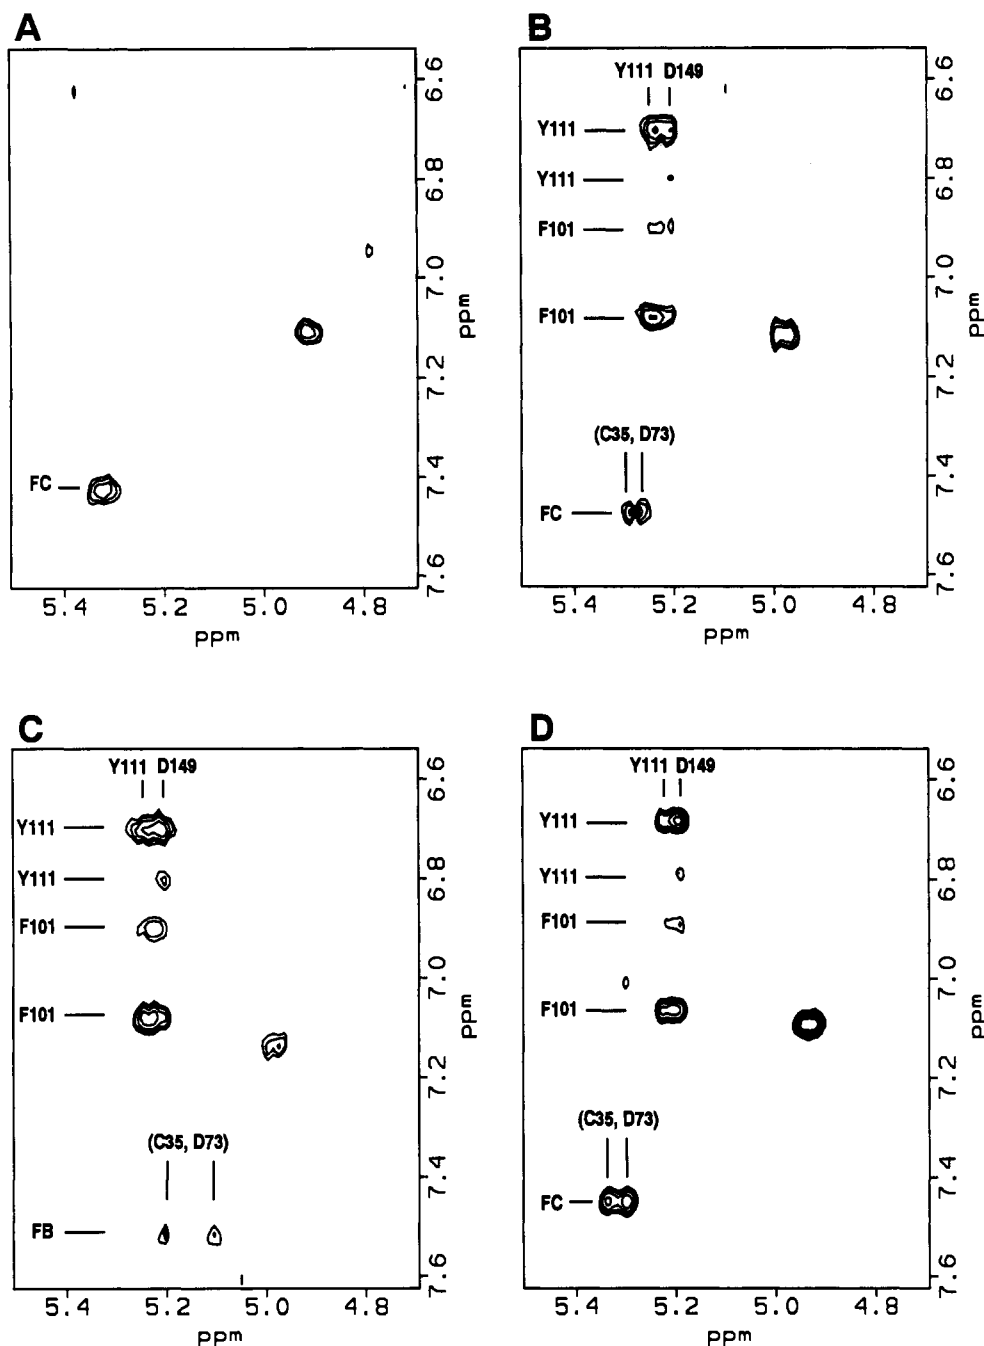 A
6.6
6.8
7.0
7.2
7.4
7.6
ppm
FC
5.4 5.2 5.0 4.8
ppm
B
Y111 D149
Y111
Y111
F101
F101
(C35, D73)
FC
6.6
6.8
7.0
7.2
7.4
7.6
ppm
5.4 5.2 5.0 4.8
ppm
C
Y111 D149
Y111
Y111
F101
F101
(C35, D73)
FB
6.6
6.8
7.0
7.2
7.4
7.6
ppm
5.4 5.2 5.0 4.8
ppm
D
Y111 D149
Y111
Y111
F101
F101
(C35, D73)
FC
6.6
6.8
7.0
7.2
7.4
7.6
ppm
5.4 5.2 5.0 4.8
ppm